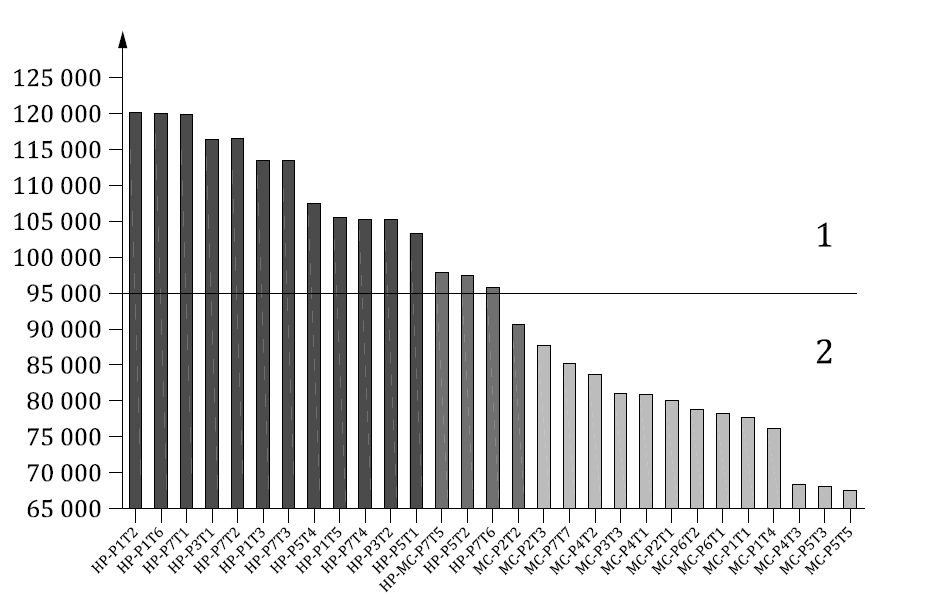 125 000
120 000
115 000
110 000
105 000
100 000
95 000
90 000
85 000
80 000
75 000
70 000
65 000
1
2
HP-P1T2
HP-P1T6
HP-P7T1
HP-P3T1
HP-P7T2
HP-P1T3
HP-P7T3
HP-P5T4
HP-P1T5
HP-P7T4
HP-P3T2
HP-P5T1
HP-MC-P7T5
HP-P5T2
HP-P7T6
MC-P2T2
MC-P2T3
MC-P7T7
MC-P4T2
MC-P3T3
MC-P4T1
MC-P2T1
MC-P6T2
MC-P6T1
MC-P1T1
MC-P1T4
MC-P4T3
MC-P5T3
MC-P5T5